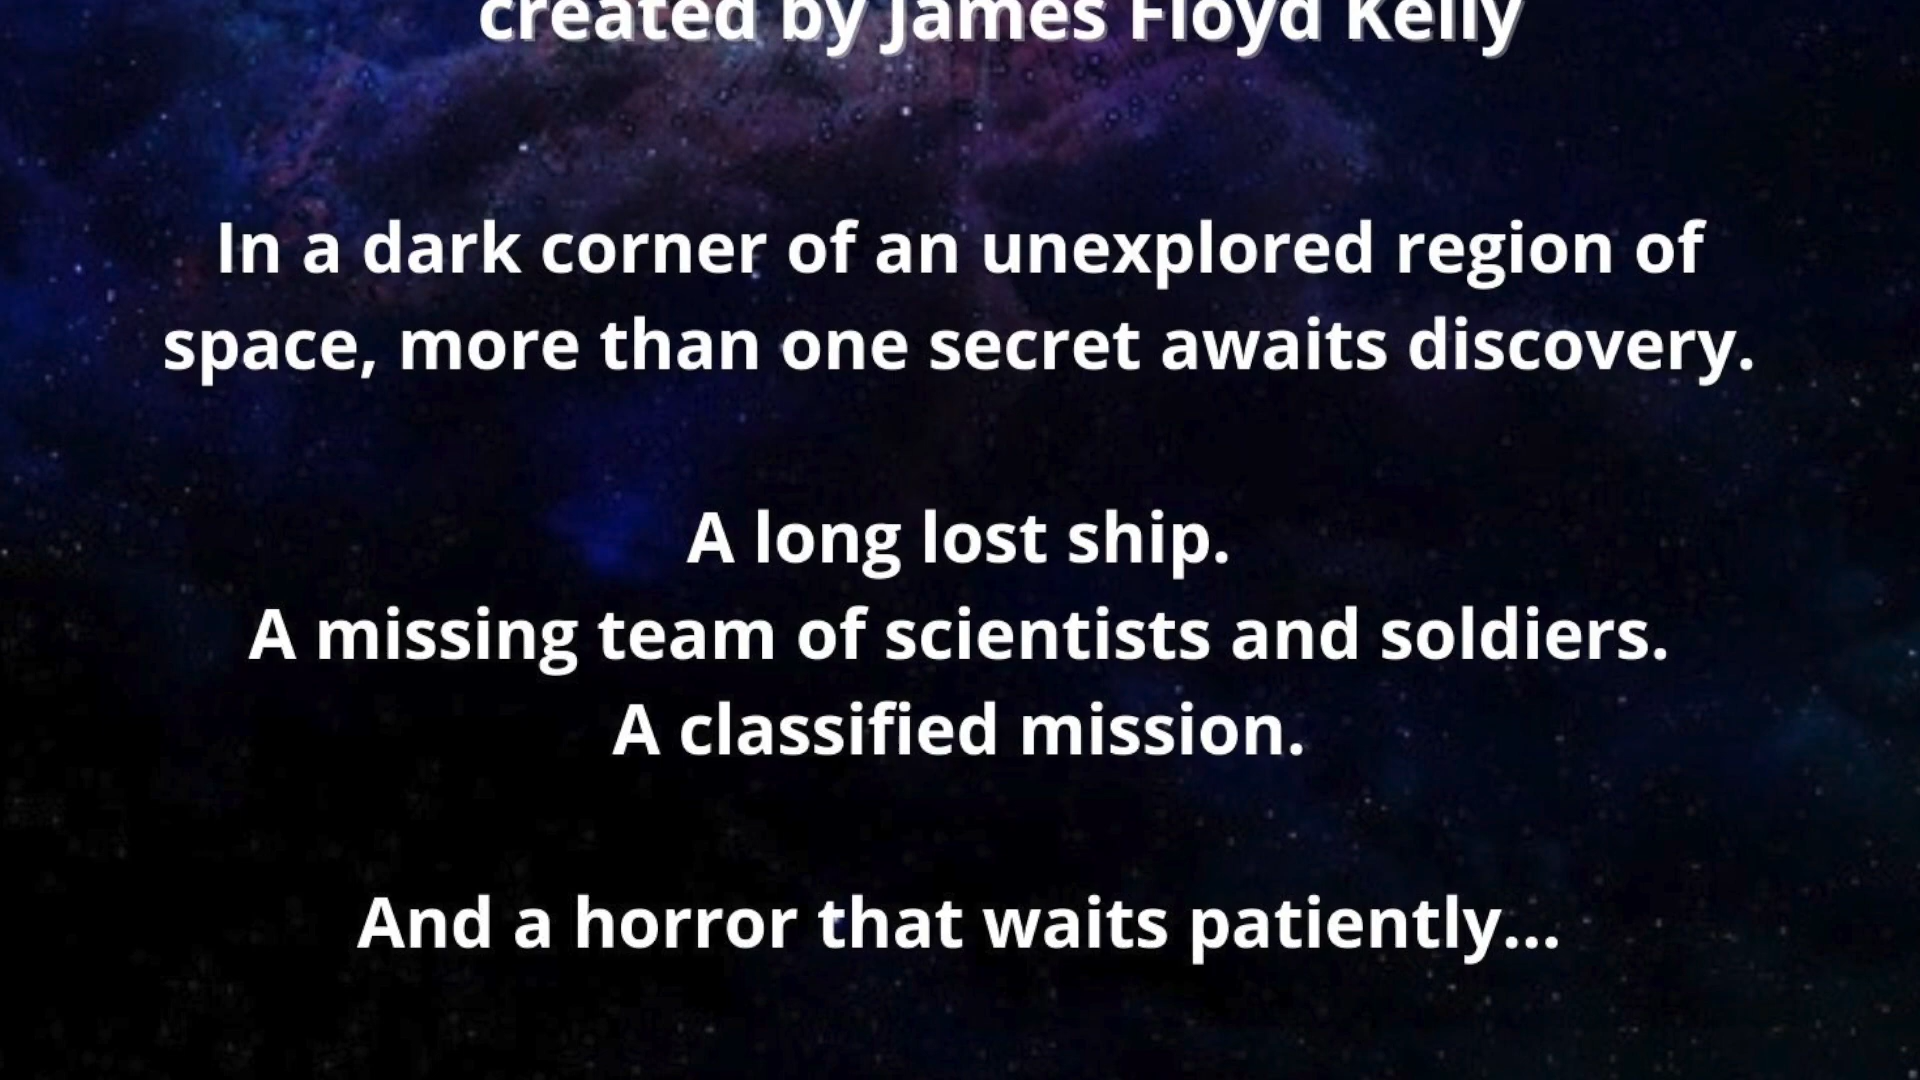 created by James Floyd Kelly
In a dark corner of an unexplored region of
space, more than one secret awaits discovery.
A long lost ship.
A missing team of scientists and soldiers.
A classified mission.
And a horror that waits patiently...